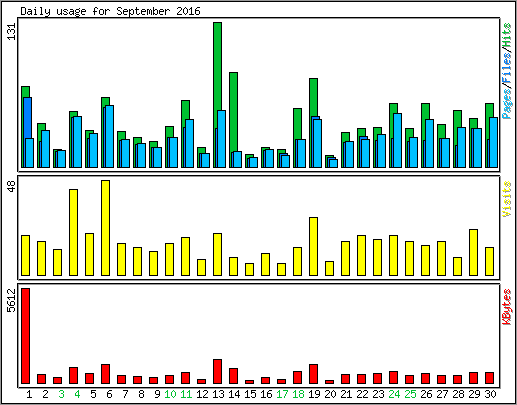 Daily usage for September 2016
131
Pages/Files/Hits
48
Visits
5612
KBytes
1 2 3 4 5 6 7 8 9 10 11 12 13 14 15 16 17 18 19 20 21 22 23 24 25 26 27 28 29 30